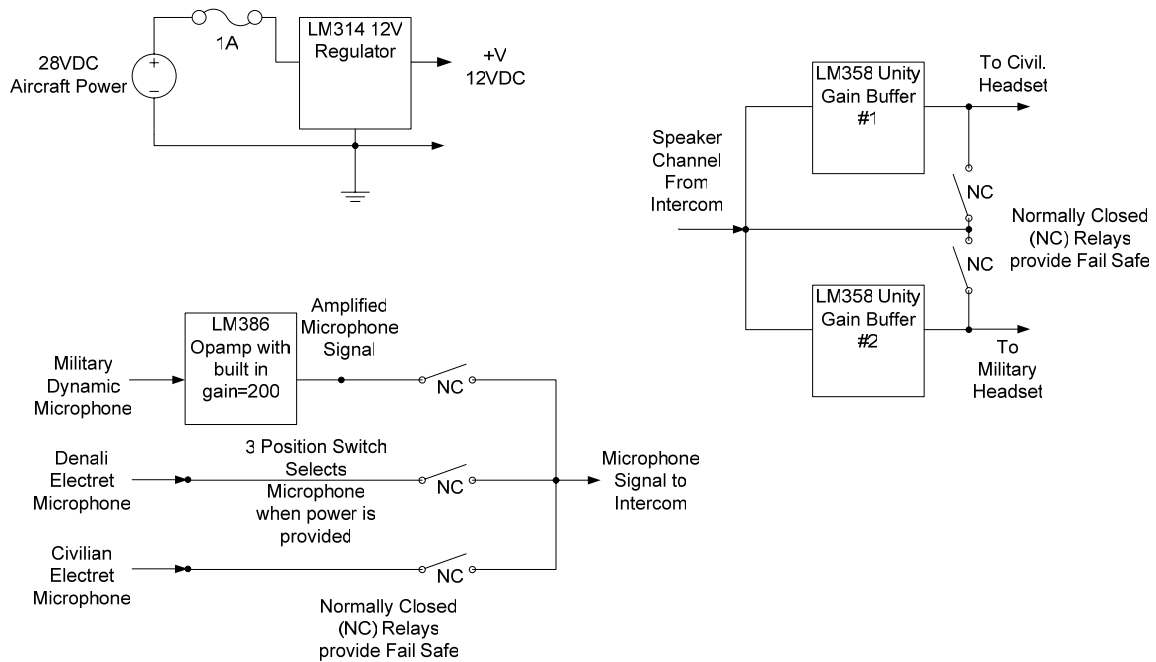 LM314 12V
Regulator
1A
28VDC
Aircraft Power
+
–
+V
12VDC
LM358 Unity
Gain Buffer
#1
To Civil.
Headset
Speaker
Channel
From
Intercom
NC
NC
Normally Closed
(NC) Relays
provide Fail Safe
LM358 Unity
Gain Buffer
#2
To
Military
Headset
LM386
Opamp with
built in
gain=200
Amplified
Microphone
Signal
Military
Dynamic
Microphone
NC
Denali
Electret
Microphone
3 Position Switch
Selects
Microphone
when power is
provided
NC
Microphone
Signal to
Intercom
Civilian
Electret
Microphone
NC
Normally Closed
(NC) Relays
provide Fail Safe